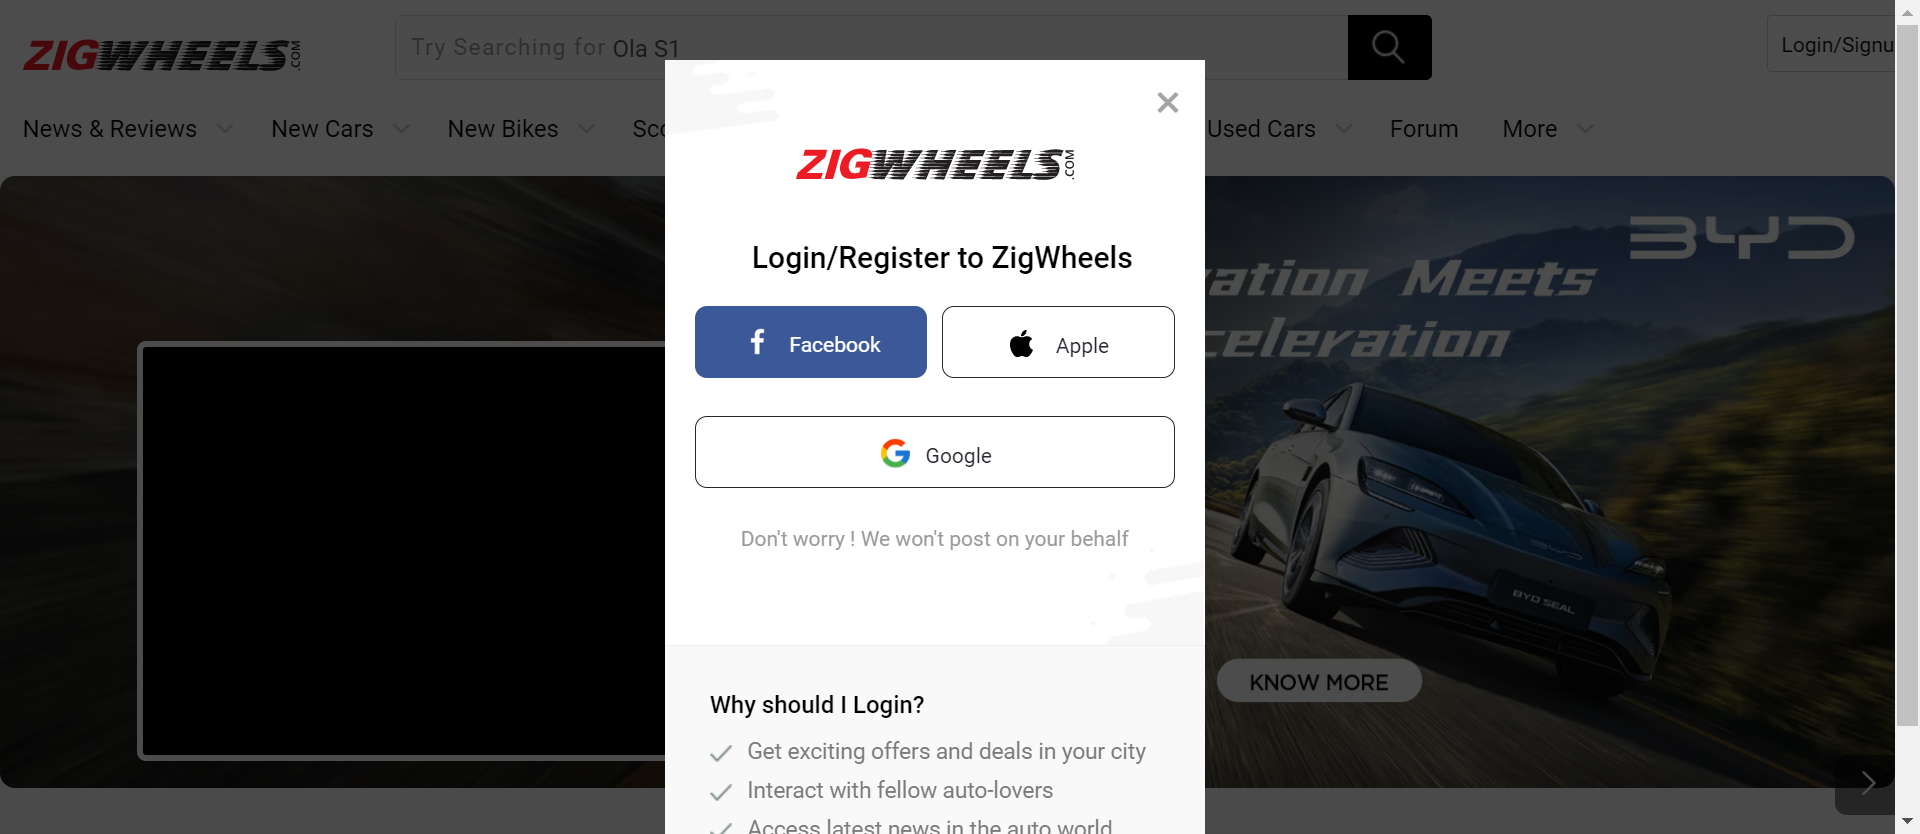 ZIGWHEELS.COM
Try Searching for Ola S1
Login/Signu
News & Reviews
New Cars
New Bikes
Sco
Used Cars
Forum
More
ZIGWHEELS.COM
Login/Register to ZigWheels
Facebook
Apple
Google
Don't worry ! We won't post on your behalf
Why should I Login?
Get exciting offers and deals in your city
Interact with fellow auto-lovers
Access latest news in the auto world
BYD
ation Meets
celeration
BYD
BYD SEAL
KNOW MORE